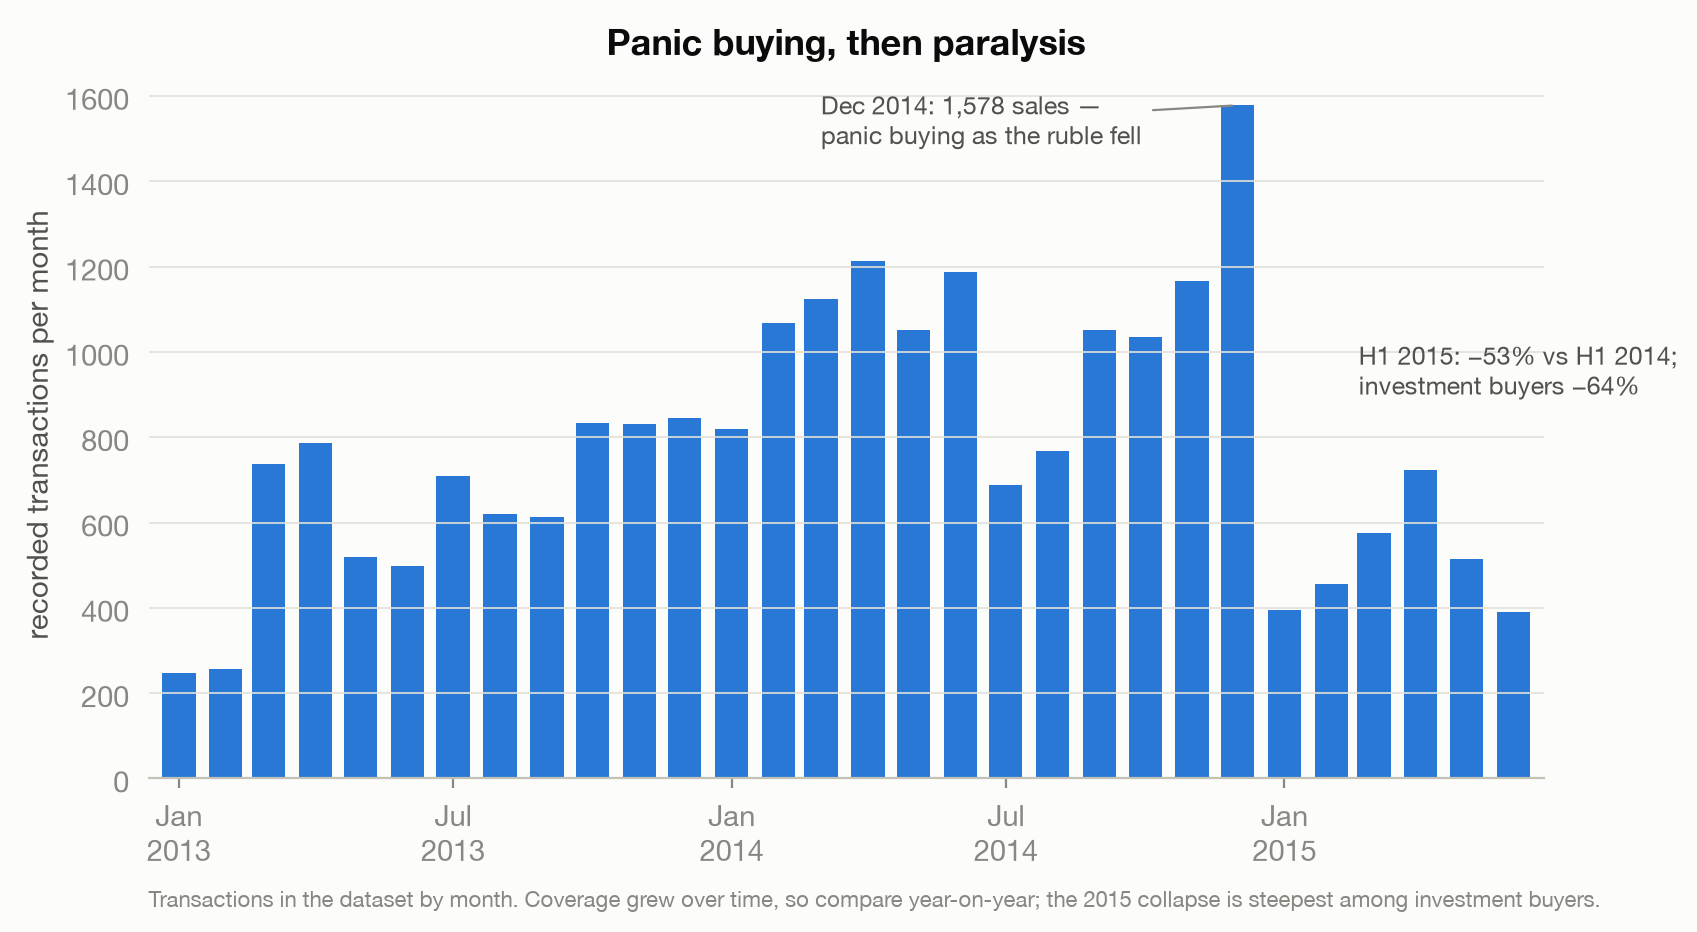 Panic buying, then paralysis
1600
1400
1200
1000
800
600
400
200
0
recorded transactions per month
Dec 2014: 1,578 sales —
panic buying as the ruble fell
H1 2015: −53% vs H1 2014;
investment buyers −64%
Jan
2013
Jul
2013
Jan
2014
Jul
2014
Jan
2015
Transactions in the dataset by month. Coverage grew over time, so compare year-on-year; the 2015 collapse is steepest among investment buyers.